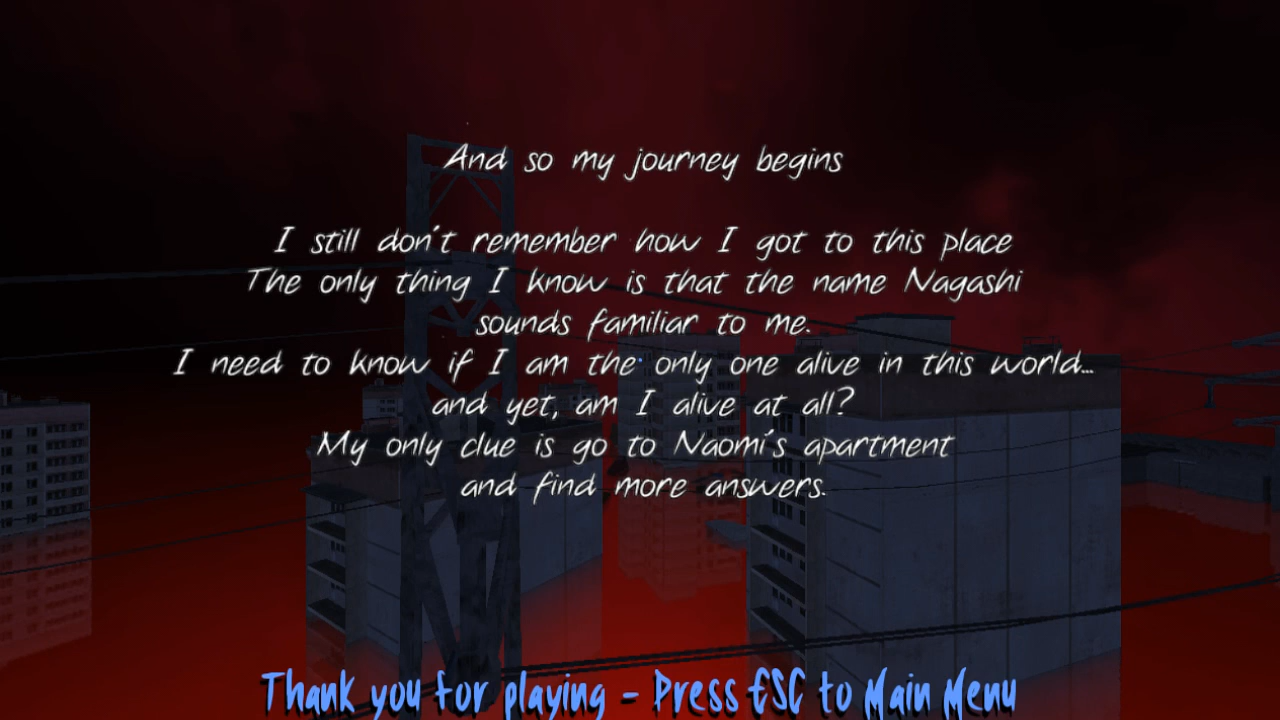 And so my journey begins
I still don't remember how I got to this place
The only thing I know is that the name Nagashi
sounds familiar to me.
I need to know if I am the only one alive in this world...
and yet, am I alive at all?
My only clue is go to Naomi's apartment
and find more answers.
Thank you for playing - Press ESC to Main Menu